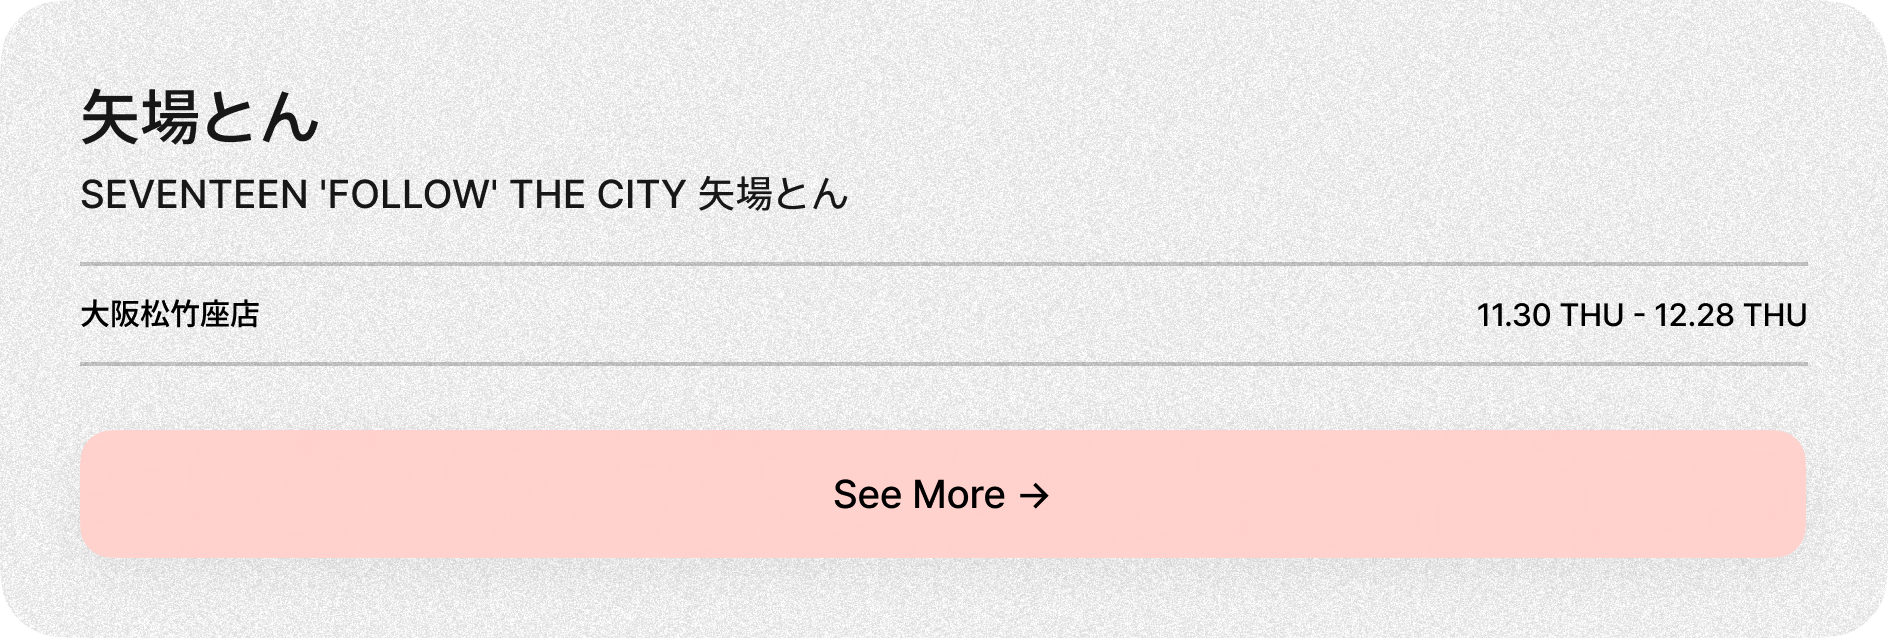 矢場とん
SEVENTEEN 'FOLLOW' THE CITY 矢場とん
大阪松竹座店
11.30 THU - 12.28 THU
See More →